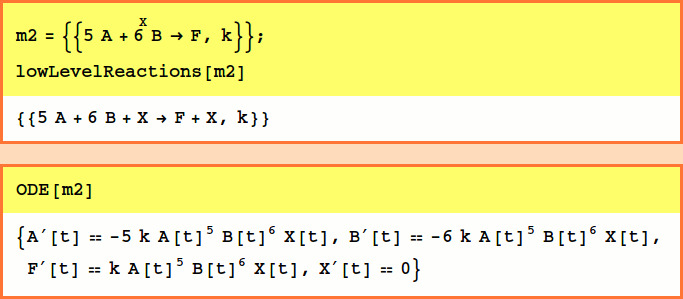 X
m2 = {{5 A + 6 B → F, k}};
lowLevelReactions[m2]
{{5 A + 6 B + X → F + X, k}}
ODE[m2]
{A′[t] == -5 k A[t]⁵ B[t]⁶ X[t], B′[t] == -6 k A[t]⁵ B[t]⁶ X[t],
F′[t] == k A[t]⁵ B[t]⁶ X[t], X′[t] == 0}